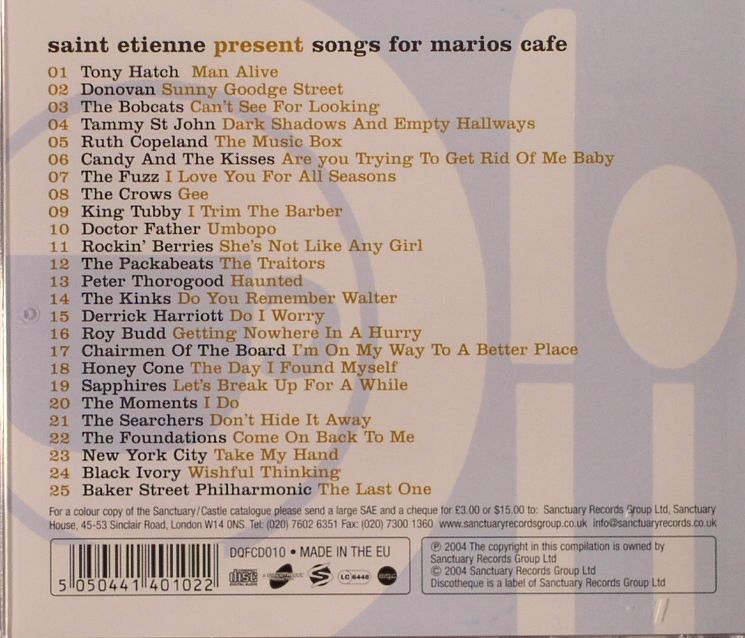 saint etienne present songs for marios cafe
01 Tony Hatch Man Alive
02 Donovan Sunny Goodge Street
03 The Bobcats Can't See For Looking
04 Tammy St John Dark Shadows And Empty Hallways
05 Ruth Copeland The Music Box
06 Candy And The Kisses Are you Trying To Get Rid Of Me Baby
07 The Fuzz I Love You For All Seasons
08 The Crows Gee
09 King Tubby I Trim The Barber
10 Doctor Father Umbopo
11 Rockin' Berries She's Not Like Any Girl
12 The Packabeats The Traitors
13 Peter Thorogood Haunted
14 The Kinks Do You Remember Walter
15 Derrick Harriott Do I Worry
16 Roy Budd Getting Nowhere In A Hurry
17 Chairmen Of The Board I'm On My Way To A Better Place
18 Honey Cone The Day I Found Myself
19 Sapphires Let's Break Up For A While
20 The Moments I Do
21 The Searchers Don't Hide It Away
22 The Foundations Come On Back To Me
23 New York City Take My Hand
24 Black Ivory Wishful Thinking
25 Baker Street Philharmonic The Last One
For a colour copy of the Sanctuary/Castle catalogue please send a large SAE and a cheque for £3.00 or $15.00 to: Sanctuary Records Group Ltd, Sanctuary
House, 45-53 Sinclair Road, London W14 0NS. Tel: (020) 7602 6351 Fax: (020) 7300 1360 www.sanctuaryrecordsgroup.co.uk info@sanctuaryrecords.co.uk
DQFCD010 • MADE IN THE EU
5 050441 401022
disc
DIGITAL AUDIO
LC 6448
℗ 2004 The copyright in this compilation is owned by
Sanctuary Records Group Ltd
© 2004 Sanctuary Records Group Ltd
Discotheque is a label of Sanctuary Records Group Ltd